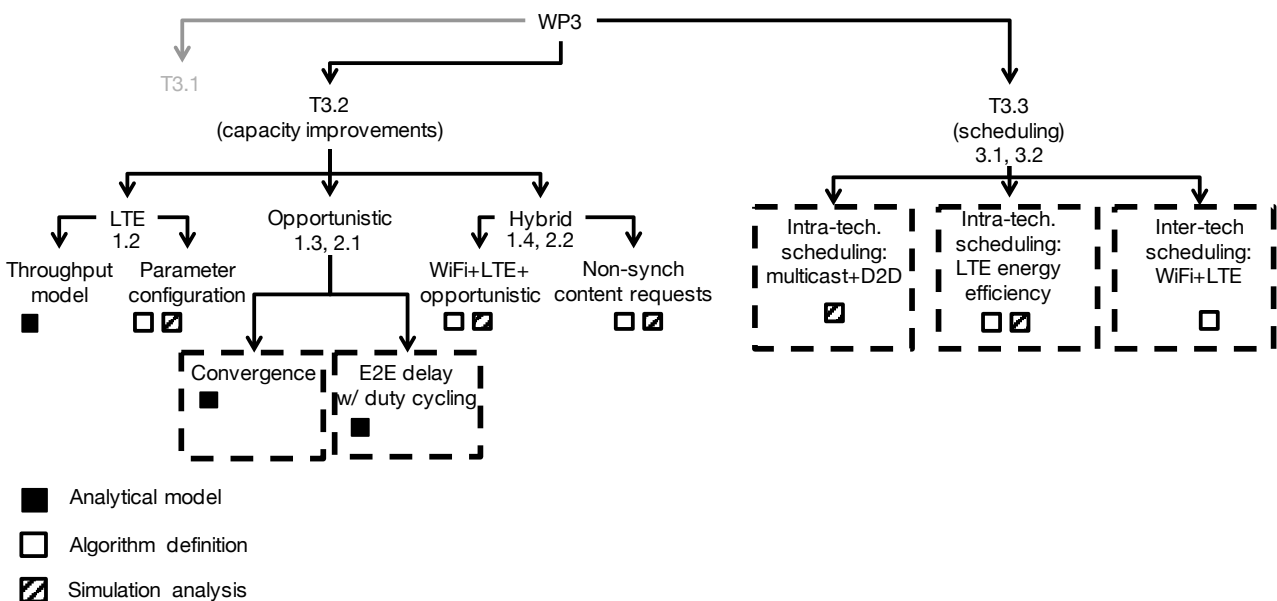 WP3
T3.1
T3.2
(capacity improvements)
T3.3
(scheduling)
3.1, 3.2
LTE
1.2
Opportunistic
1.3, 2.1
Hybrid
1.4, 2.2
Throughput
model
Parameter
configuration
WiFi+LTE+
opportunistic
Non-synch
content requests
Intra-tech.
scheduling:
multicast+D2D
Intra-tech.
scheduling:
LTE energy
efficiency
Inter-tech
scheduling:
WiFi+LTE
Convergence
E2E delay
w/ duty cycling
Analytical model
Algorithm definition
Simulation analysis